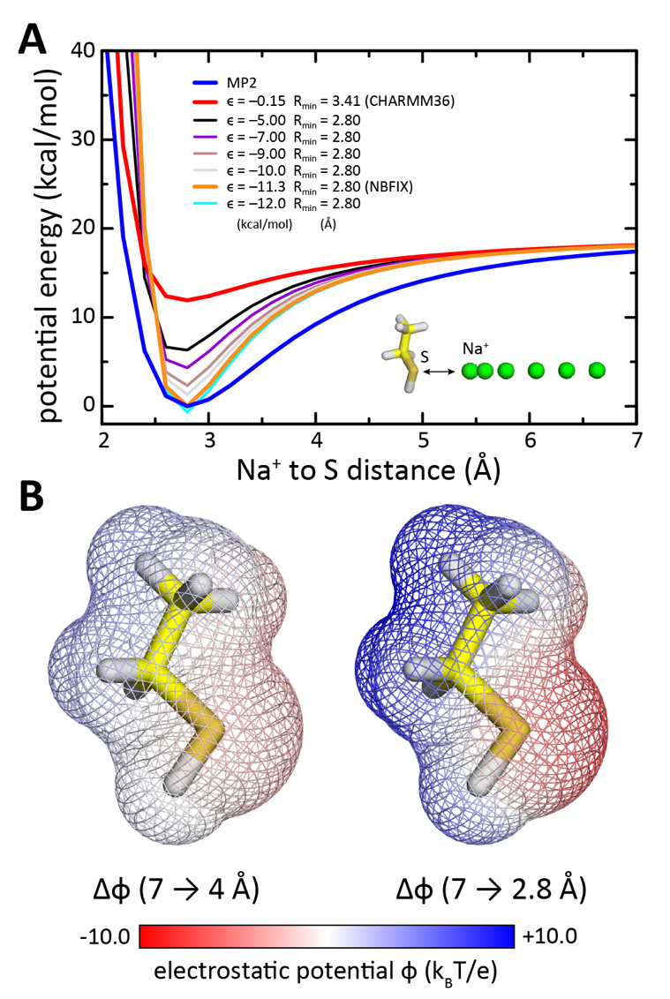 A
potential energy (kcal/mol)
40
30
20
10
0
MP2
ϵ = –0.15 Rmin = 3.41 (CHARMM36)
ϵ = –5.00 Rmin = 2.80
ϵ = –7.00 Rmin = 2.80
ϵ = –9.00 Rmin = 2.80
ϵ = –10.0 Rmin = 2.80
ϵ = –11.3 Rmin = 2.80 (NBFIX)
ϵ = –12.0 Rmin = 2.80
(kcal/mol) (Å)
S
Na⁺
2 3 4 5 6 7
Na⁺ to S distance (Å)
B
Δϕ (7 → 4 Å) Δϕ (7 → 2.8 Å)
-10.0 +10.0
electrostatic potential ϕ (kBT/e)